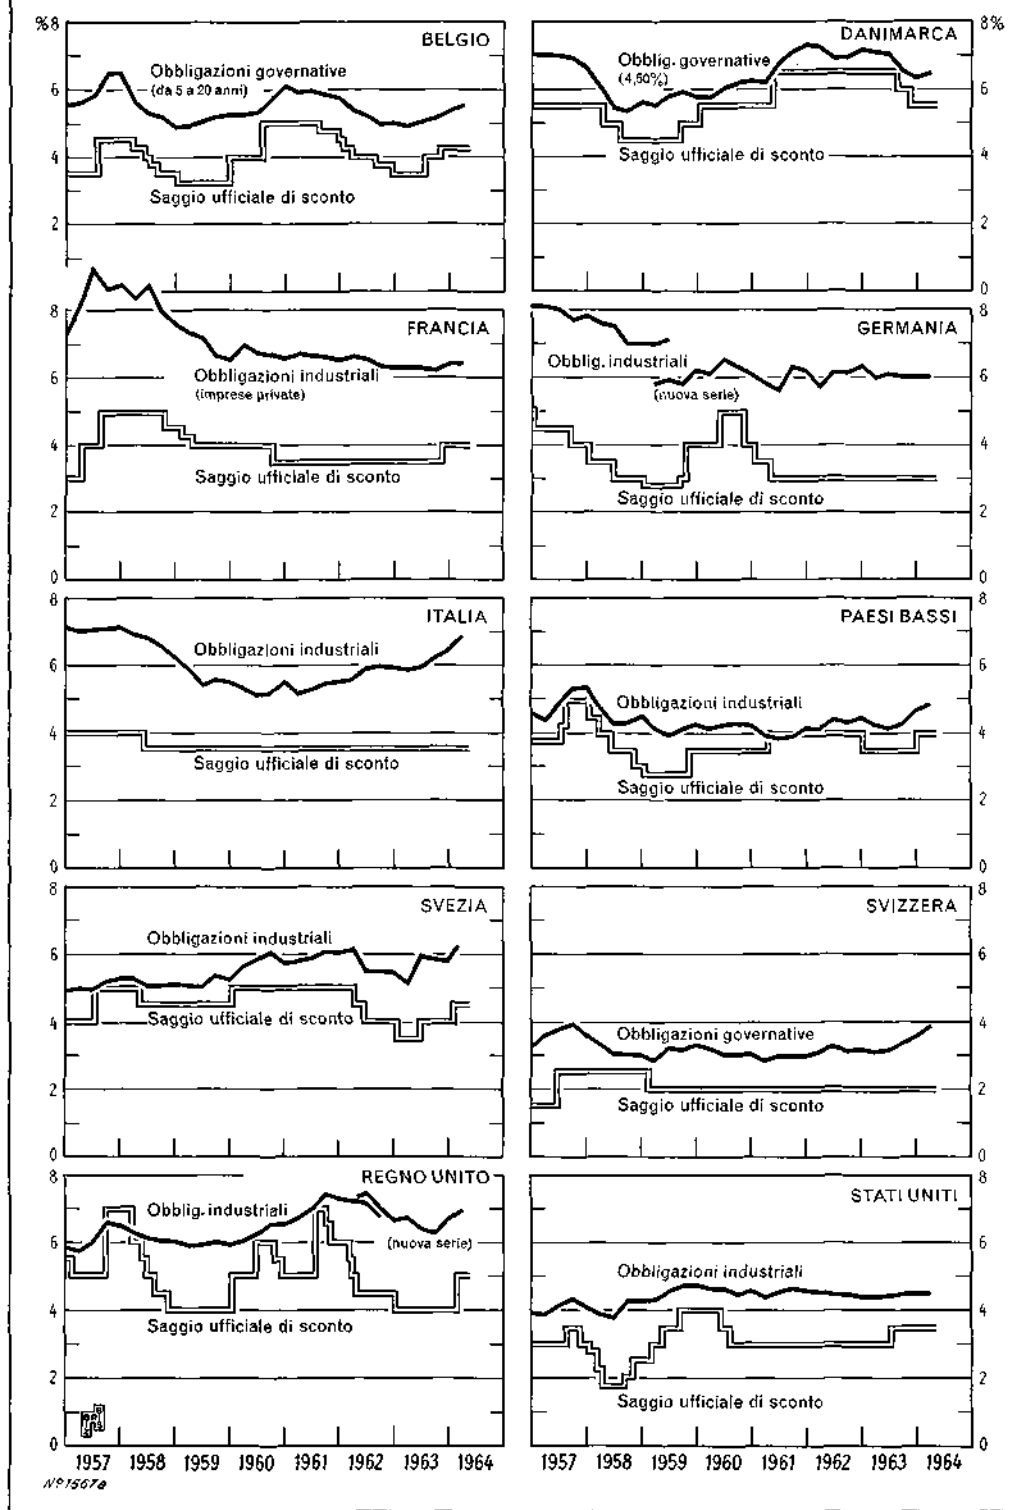 %8
BELGIO
Obbligazioni governative
(da 5 a 20 anni)
6
4
Saggio ufficiale di sconto
2
8%
DANIMARCA
Obblig. governative
(4,50%)
6
Saggio ufficiale di sconto
4
2
0
8
FRANCIA
6
Obbligazioni industriali
(imprese private)
4
Saggio ufficiale di sconto
2
0
8
GERMANIA
Obblig. industriali
6
(nuova serie)
4
Saggio ufficiale di sconto
2
0
8
ITALIA
Obbligazioni industriali
6
4
Saggio ufficiale di sconto
2
0
8
PAESI BASSI
6
Obbligazioni industriali
4
Saggio ufficiale di sconto
2
0
8
SVEZIA
Obbligazioni industriali
6
4
Saggio ufficiale di sconto
2
0
8
SVIZZERA
6
4
Obbligazioni governative
2
Saggio ufficiale di sconto
0
8
REGNO UNITO
Obblig. industriali
6
(nuova serie)
4
Saggio ufficiale di sconto
2
0
1957 1958 1959 1960 1961 1962 1963 1964
8
STATI UNITI
6
Obbligazioni industriali
4
2
Saggio ufficiale di sconto
0
1957 1958 1959 1960 1961 1962 1963 1964